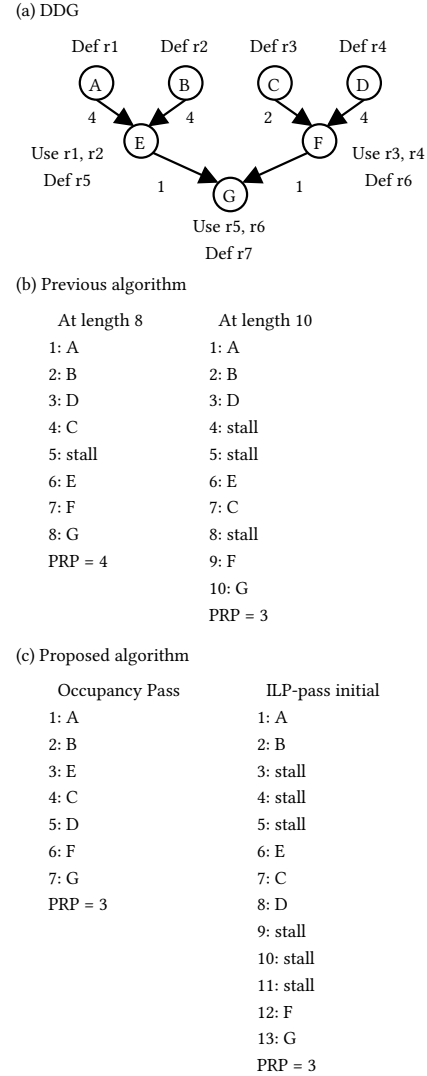 (a) DDG
Def r1 Def r2 Def r3 Def r4
A B C D
4 4 2 4
E F
Use r1, r2 Use r3, r4
Def r5 Def r6
1 1
G
Use r5, r6
Def r7
(b) Previous algorithm
At length 8 At length 10
1: A 1: A
2: B 2: B
3: D 3: D
4: C 4: stall
5: stall 5: stall
6: E 6: E
7: F 7: C
8: G 8: stall
PRP = 4 9: F
10: G
PRP = 3
(c) Proposed algorithm
Occupancy Pass ILP-pass initial
1: A 1: A
2: B 2: B
3: E 3: stall
4: C 4: stall
5: D 5: stall
6: F 6: E
7: G 7: C
PRP = 3 8: D
9: stall
10: stall
11: stall
12: F
13: G
PRP = 3